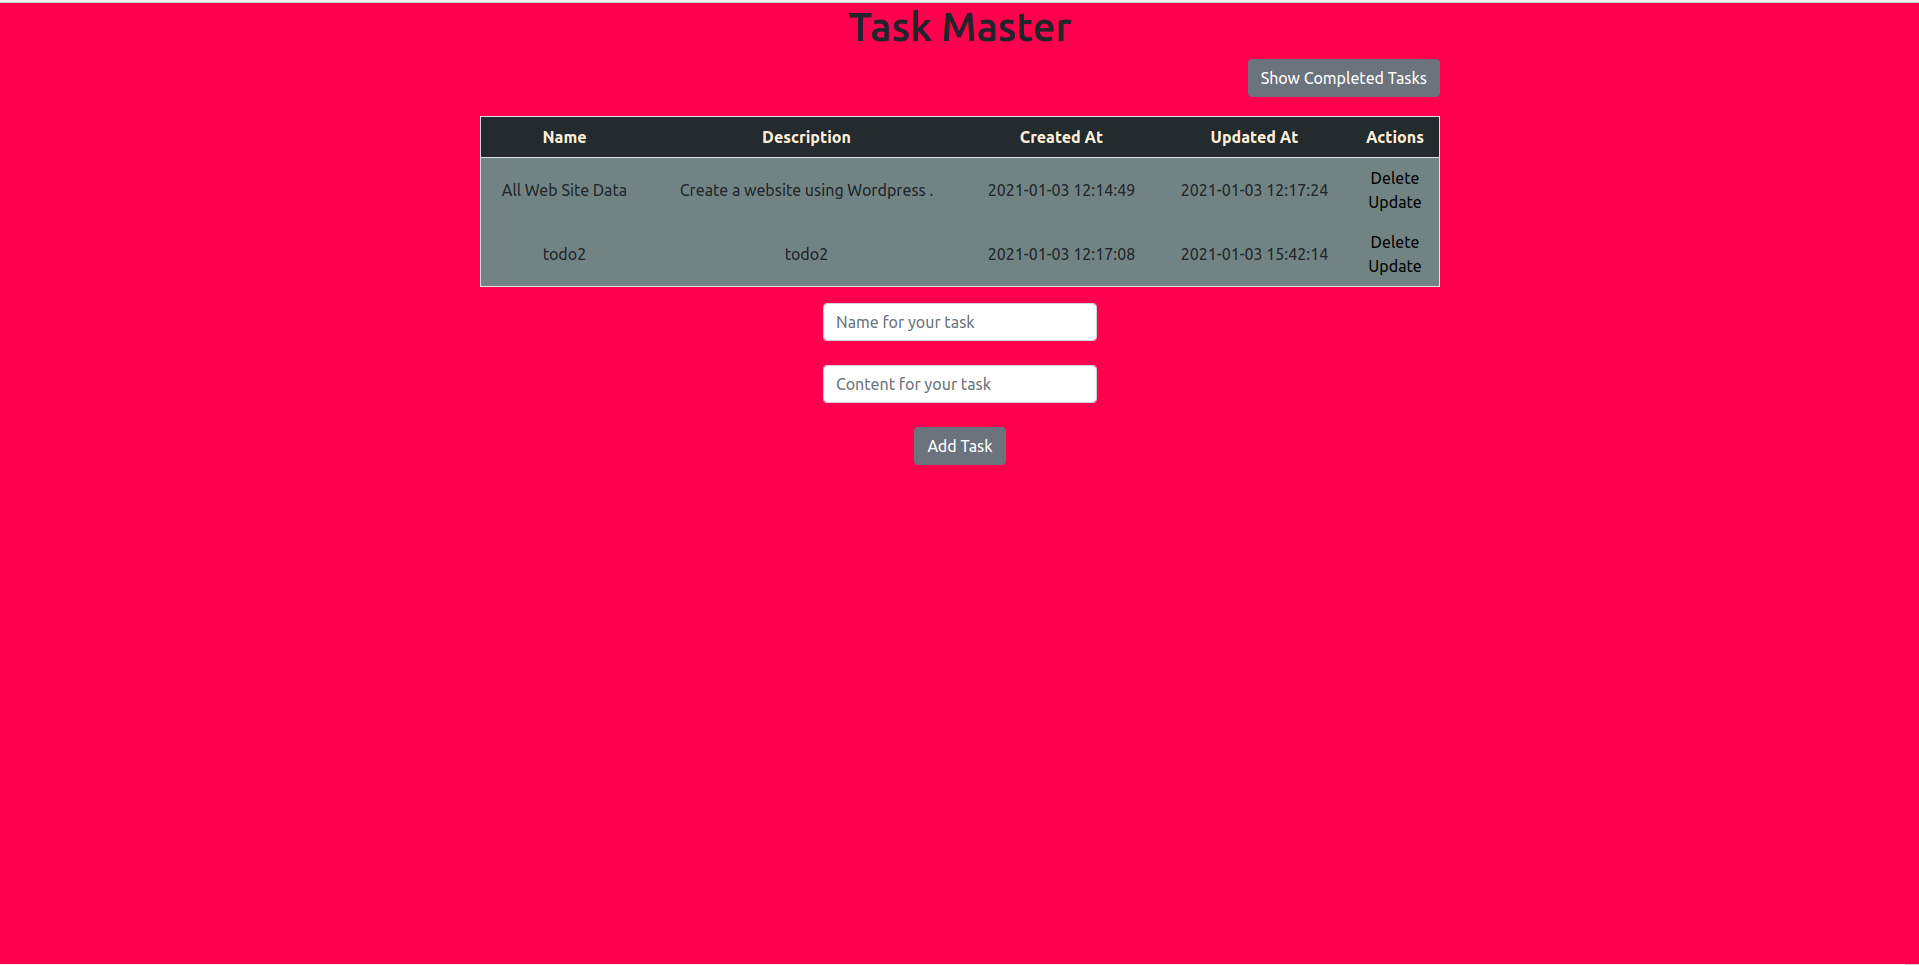 Task Master
Show Completed Tasks
Name Description Created At Updated At Actions
All Web Site Data Create a website using Wordpress . 2021-01-03 12:14:49 2021-01-03 12:17:24 Delete
Update
todo2 todo2 2021-01-03 12:17:08 2021-01-03 15:42:14 Delete
Update
Name for your task
Content for your task
Add Task